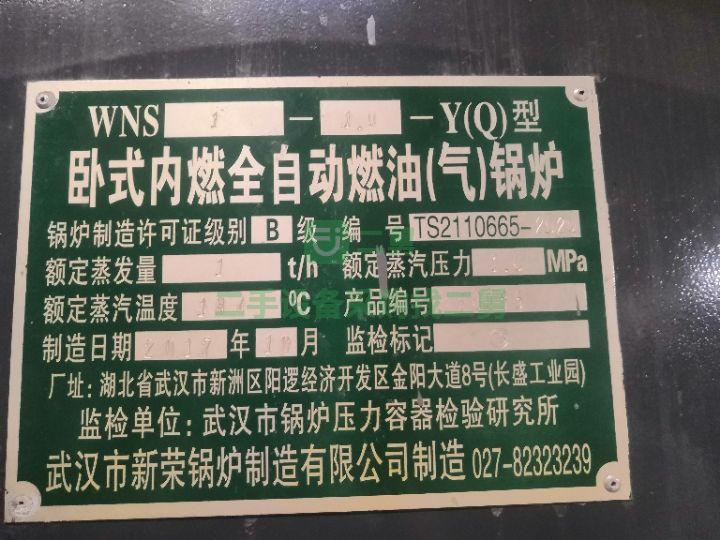 WNS 1 - 1.0 - Y(Q)型
卧式内燃全自动燃油(气)锅炉
锅炉制造许可证级别 B 级 编号 TS2110665-
额定蒸发量 1 t/h 额定蒸汽压力 MPa
额定蒸汽温度 ℃ 产品编号
制造日期 年 月 监检标记
厂址: 湖北省武汉市新洲区阳逻经济开发区金阳大道8号(长盛工业园)
监检单位: 武汉市锅炉压力容器检验研究所
武汉市新荣锅炉制造有限公司制造 027-82323239